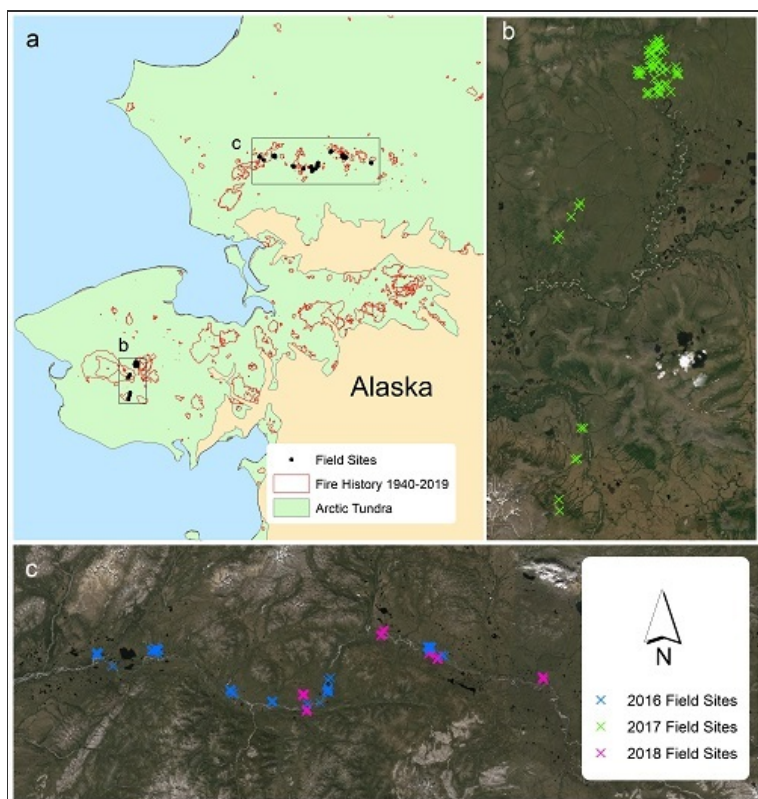 a
c
b
Alaska
Field Sites
Fire History 1940-2019
Arctic Tundra
b
c
N
2016 Field Sites
2017 Field Sites
2018 Field Sites